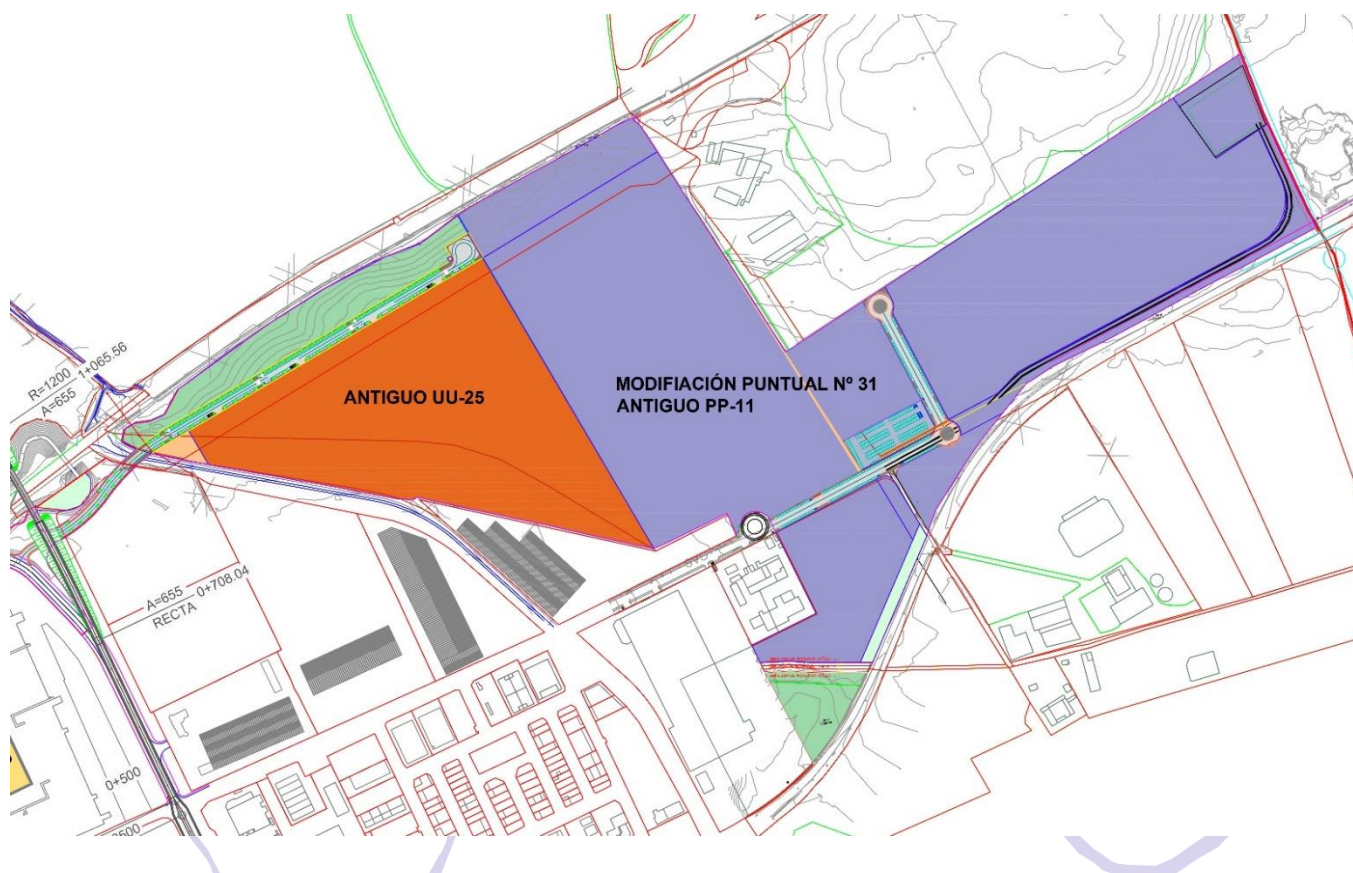 R=1200
A=655 1+065.56
ANTIGUO UU-25
MODIFIACIÓN PUNTUAL Nº 31
ANTIGUO PP-11
A=655 0+708.04
RECTA
0+500